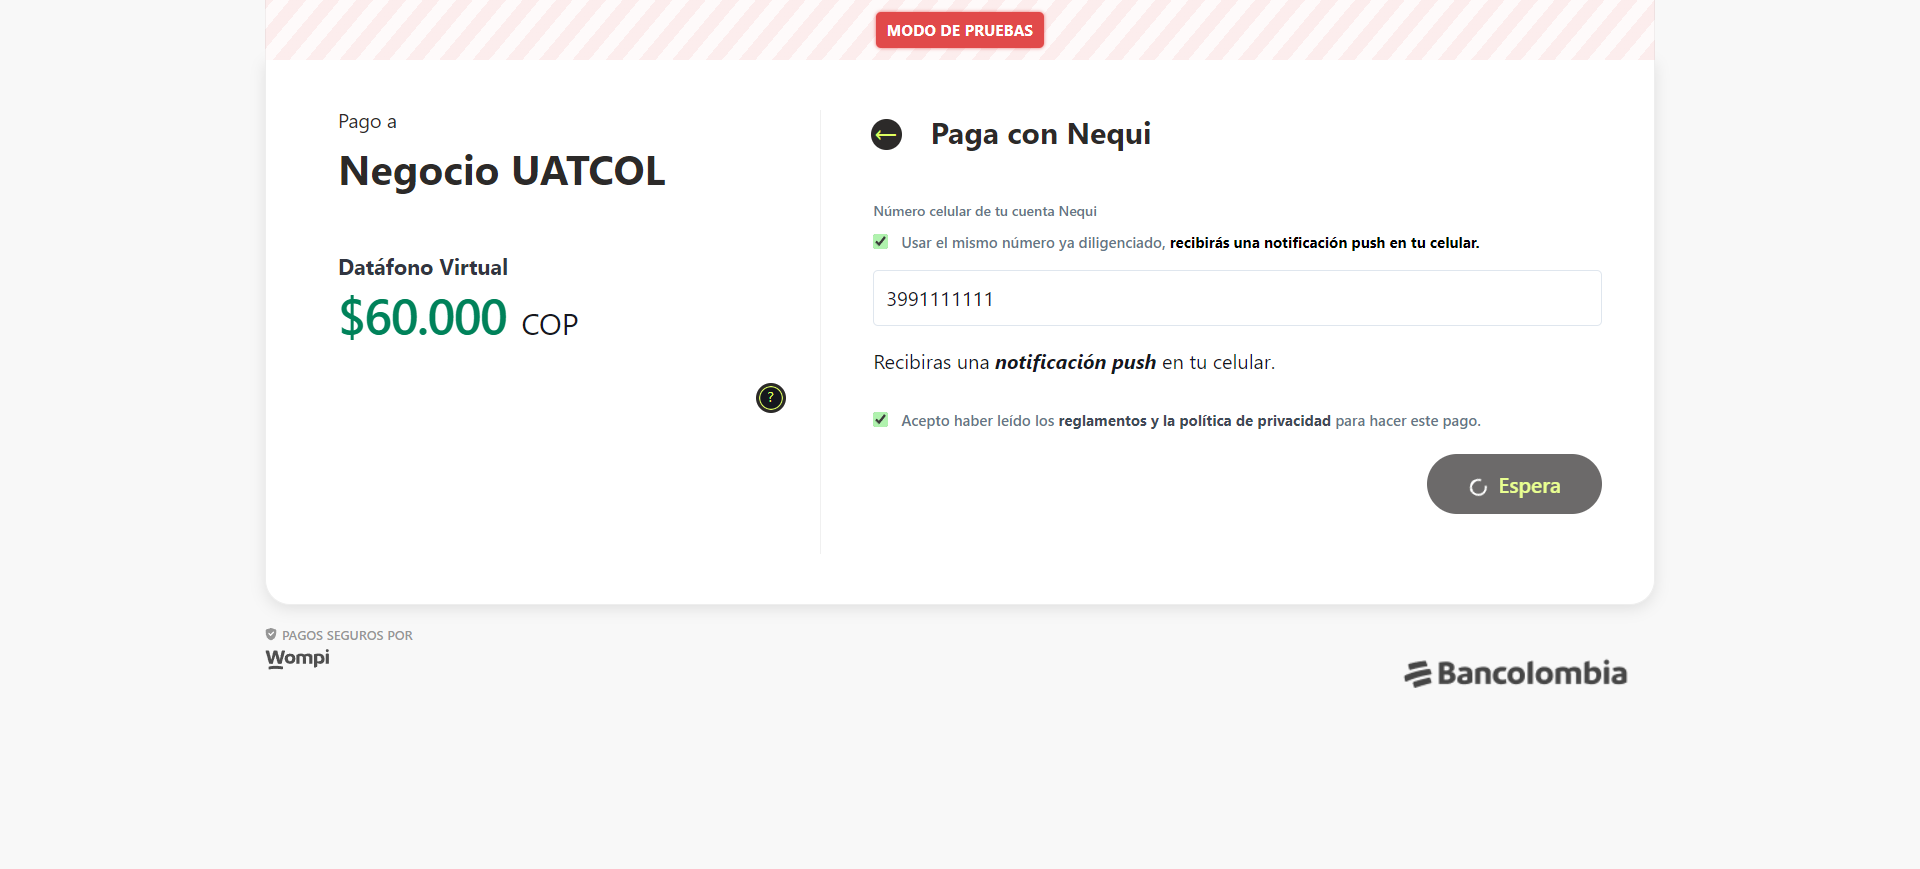 MODO DE PRUEBAS
Pago a
Negocio UATCOL
Datáfono Virtual
$60.000 COP
?
Paga con Nequi
Número celular de tu cuenta Nequi
Usar el mismo número ya diligenciado, recibirás una notificación push en tu celular.
3991111111
Recibiras una notificación push en tu celular.
Acepto haber leído los reglamentos y la política de privacidad para hacer este pago.
Espera
PAGOS SEGUROS POR
Wompi
Bancolombia